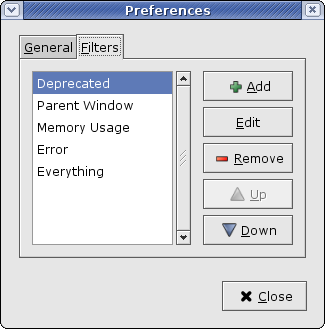 Preferences
General Filters
Deprecated
Parent Window
Memory Usage
Error
Everything
Add
Edit
Remove
Up
Down
Close